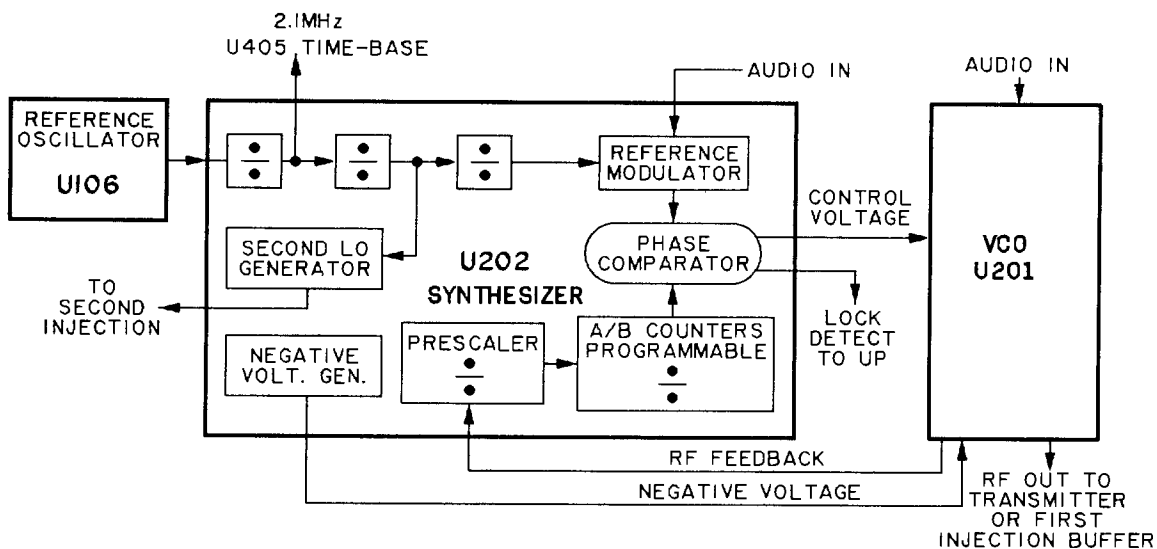 2.1MHz
U405 TIME-BASE
AUDIO IN
AUDIO IN
REFERENCE
OSCILLATOR
U106
÷
÷
÷
REFERENCE
MODULATOR
CONTROL
VOLTAGE
VCO
U201
SECOND LO
GENERATOR
U202
SYNTHESIZER
PHASE
COMPARATOR
TO
SECOND
INJECTION
LOCK
DETECT
TO UP
NEGATIVE
VOLT. GEN.
PRESCALER
÷
A/B COUNTERS
PROGRAMMABLE
÷
RF FEEDBACK
NEGATIVE VOLTAGE
RF OUT TO
TRANSMITTER
OR FIRST
INJECTION BUFFER